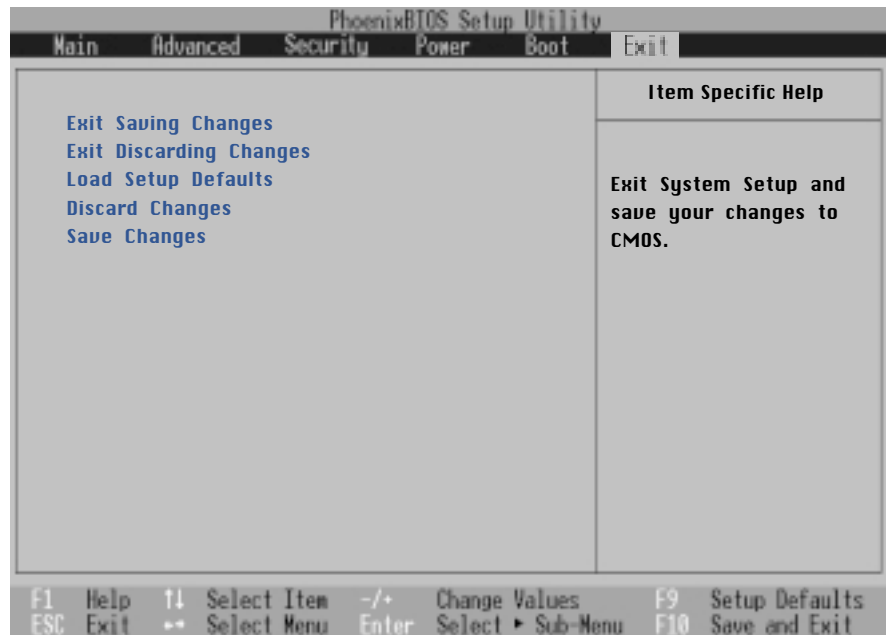 PhoenixBIOS Setup Utility
Main Advanced Security Power Boot Exit
Item Specific Help
Exit Saving Changes
Exit Discarding Changes
Load Setup Defaults
Discard Changes
Save Changes
Exit System Setup and
save your changes to
CMOS.
F1 Help ↑↓ Select Item -/+ Change Values F9 Setup Defaults
ESC Exit ←→ Select Menu Enter Select ▶ Sub-Menu F10 Save and Exit